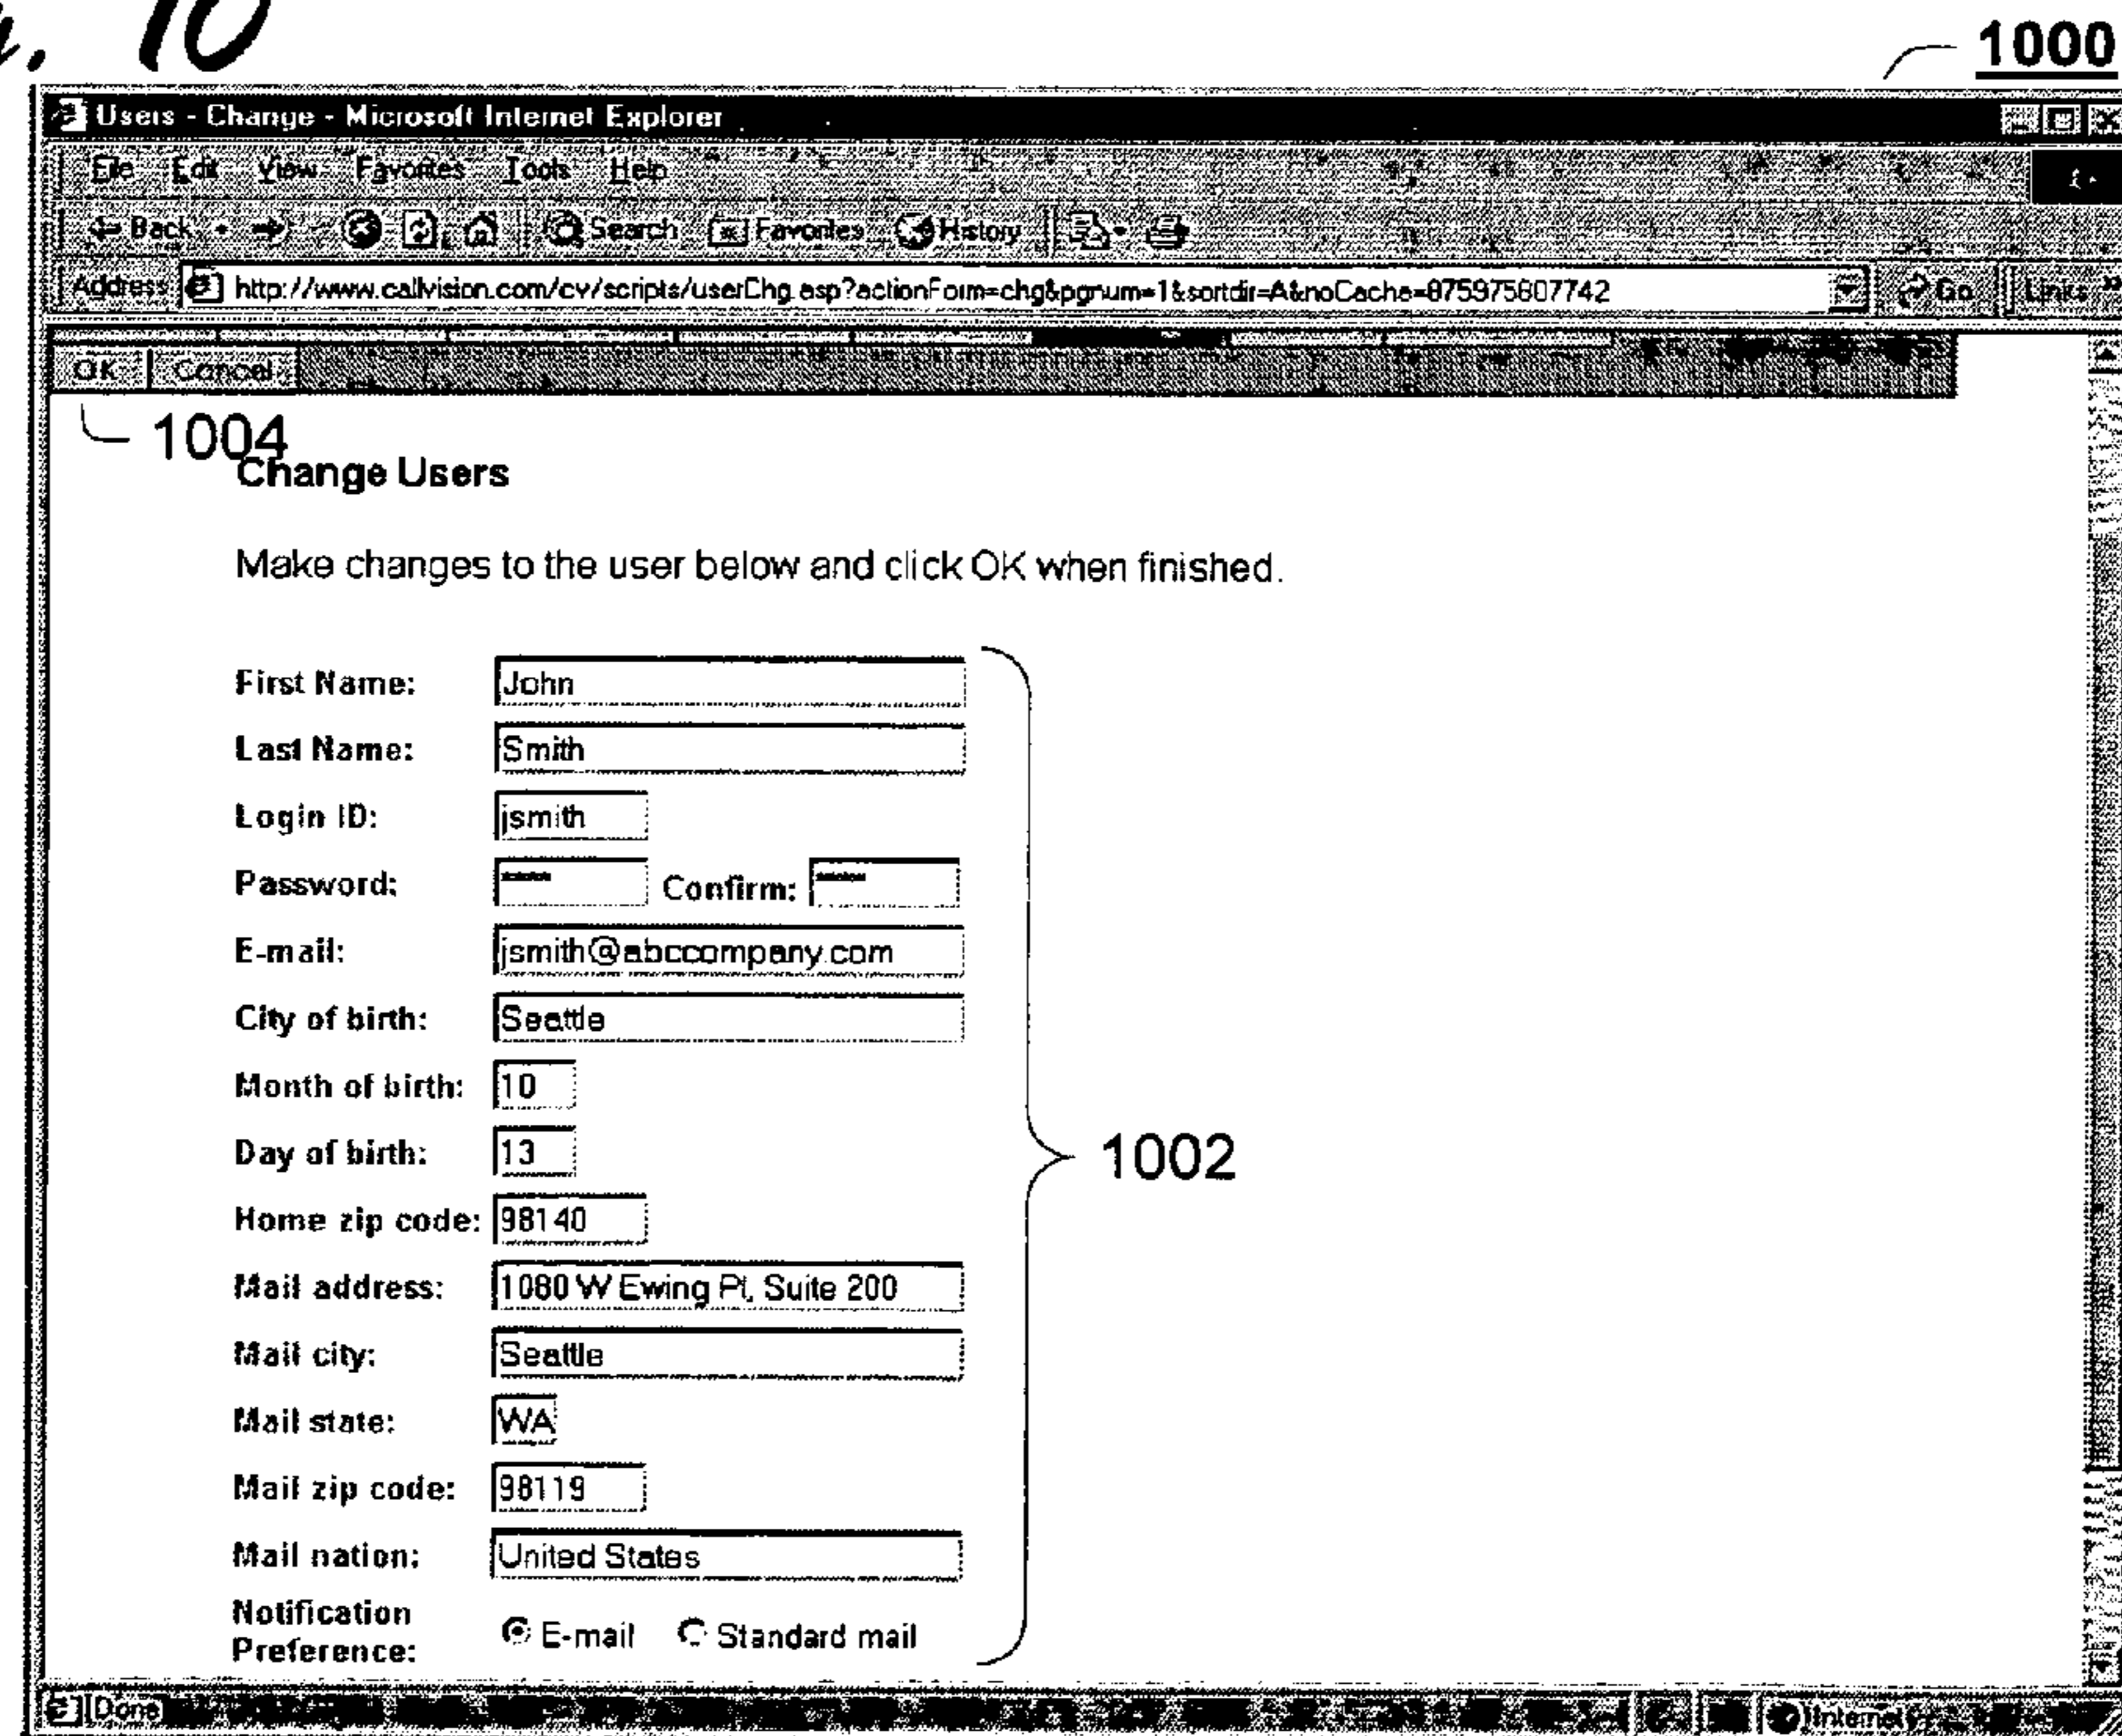 10
1000
Users - Change - Microsoft Internet Explorer
File Edit View Favorites Tools Help
Back Search Favorites History
Address http://www.callvision.com/cv/scripts/userChg.asp?actionForm=chg&pgnum=1&sortdir=A&noCache=875975607742 Go Links »
OK Cancel
1004
Change Users
Make changes to the user below and click OK when finished.
First Name: John
Last Name: Smith
Login ID: jsmith
Password: Confirm:
E-mail: jsmith@abccompany.com
City of birth: Seattle
Month of birth: 10
Day of birth: 13
1002
Home zip code: 98140
Mail address: 1080 W Ewing Pl, Suite 200
Mail city: Seattle
Mail state: WA
Mail zip code: 98119
Mail nation: United States
Notification
Preference: E-mail Standard mail
Done Internet